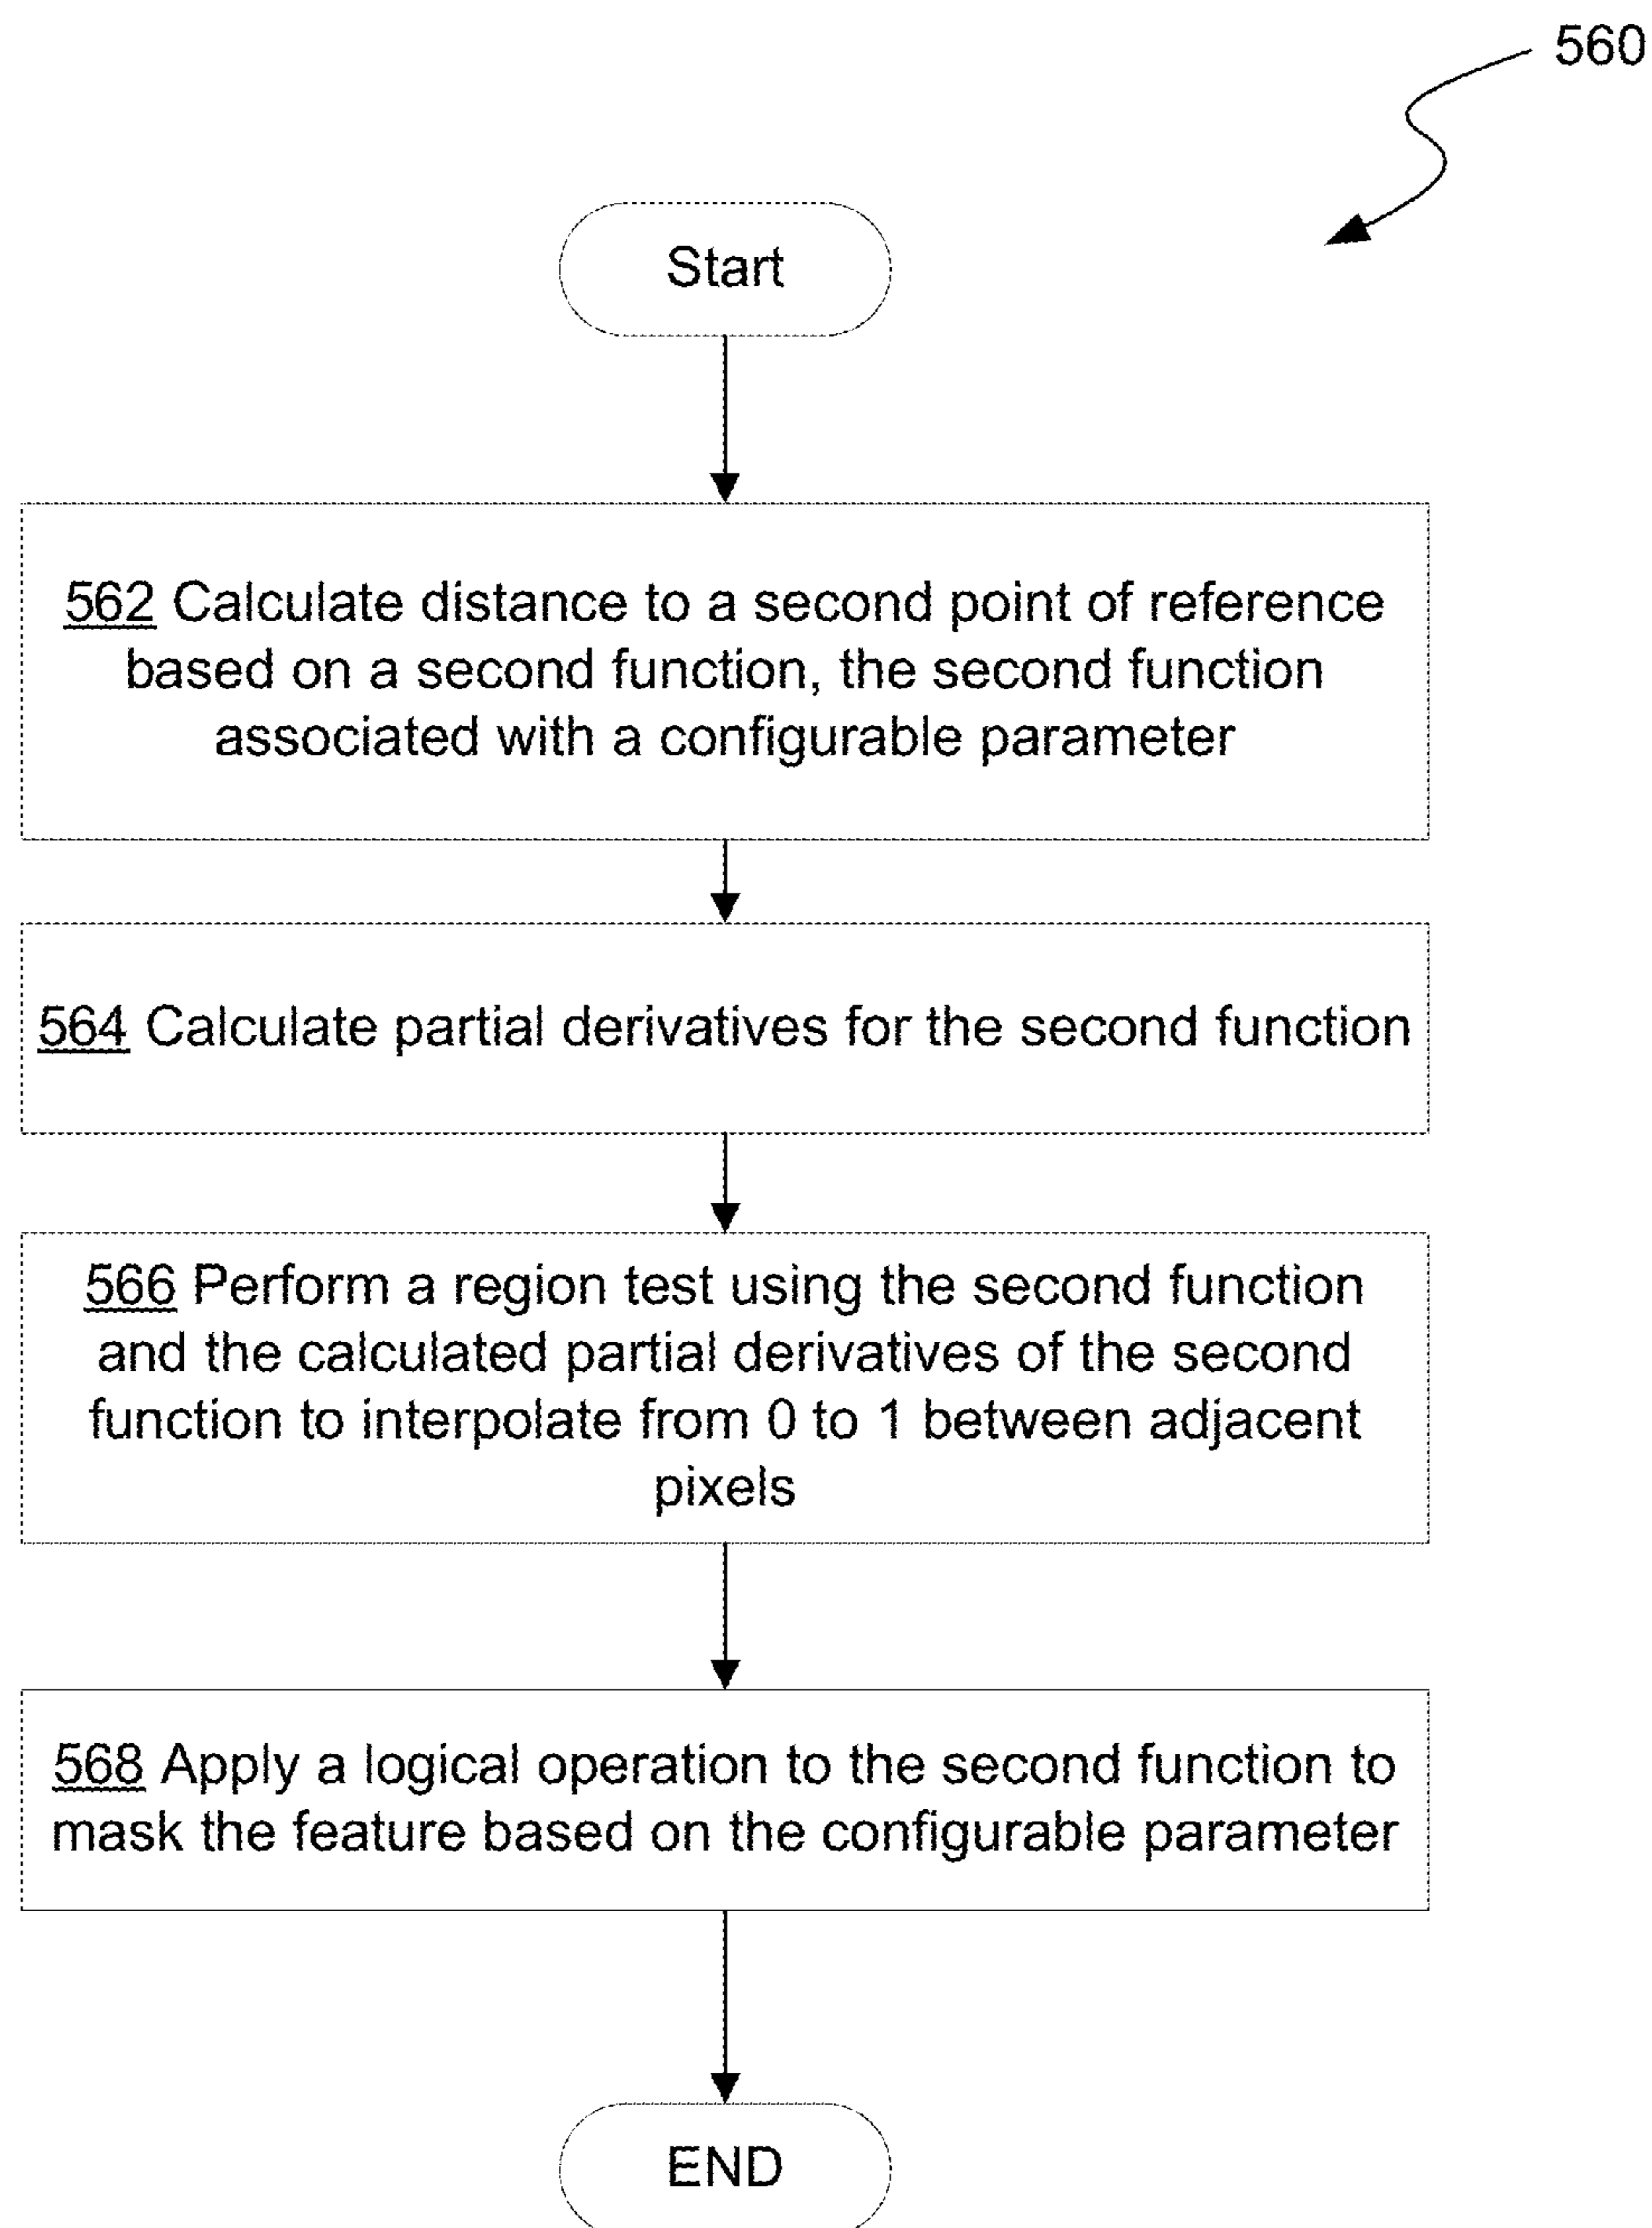 560
Start
562 Calculate distance to a second point of reference
based on a second function, the second function
associated with a configurable parameter
564 Calculate partial derivatives for the second function
566 Perform a region test using the second function
and the calculated partial derivatives of the second
function to interpolate from 0 to 1 between adjacent
pixels
568 Apply a logical operation to the second function to
mask the feature based on the configurable parameter
END